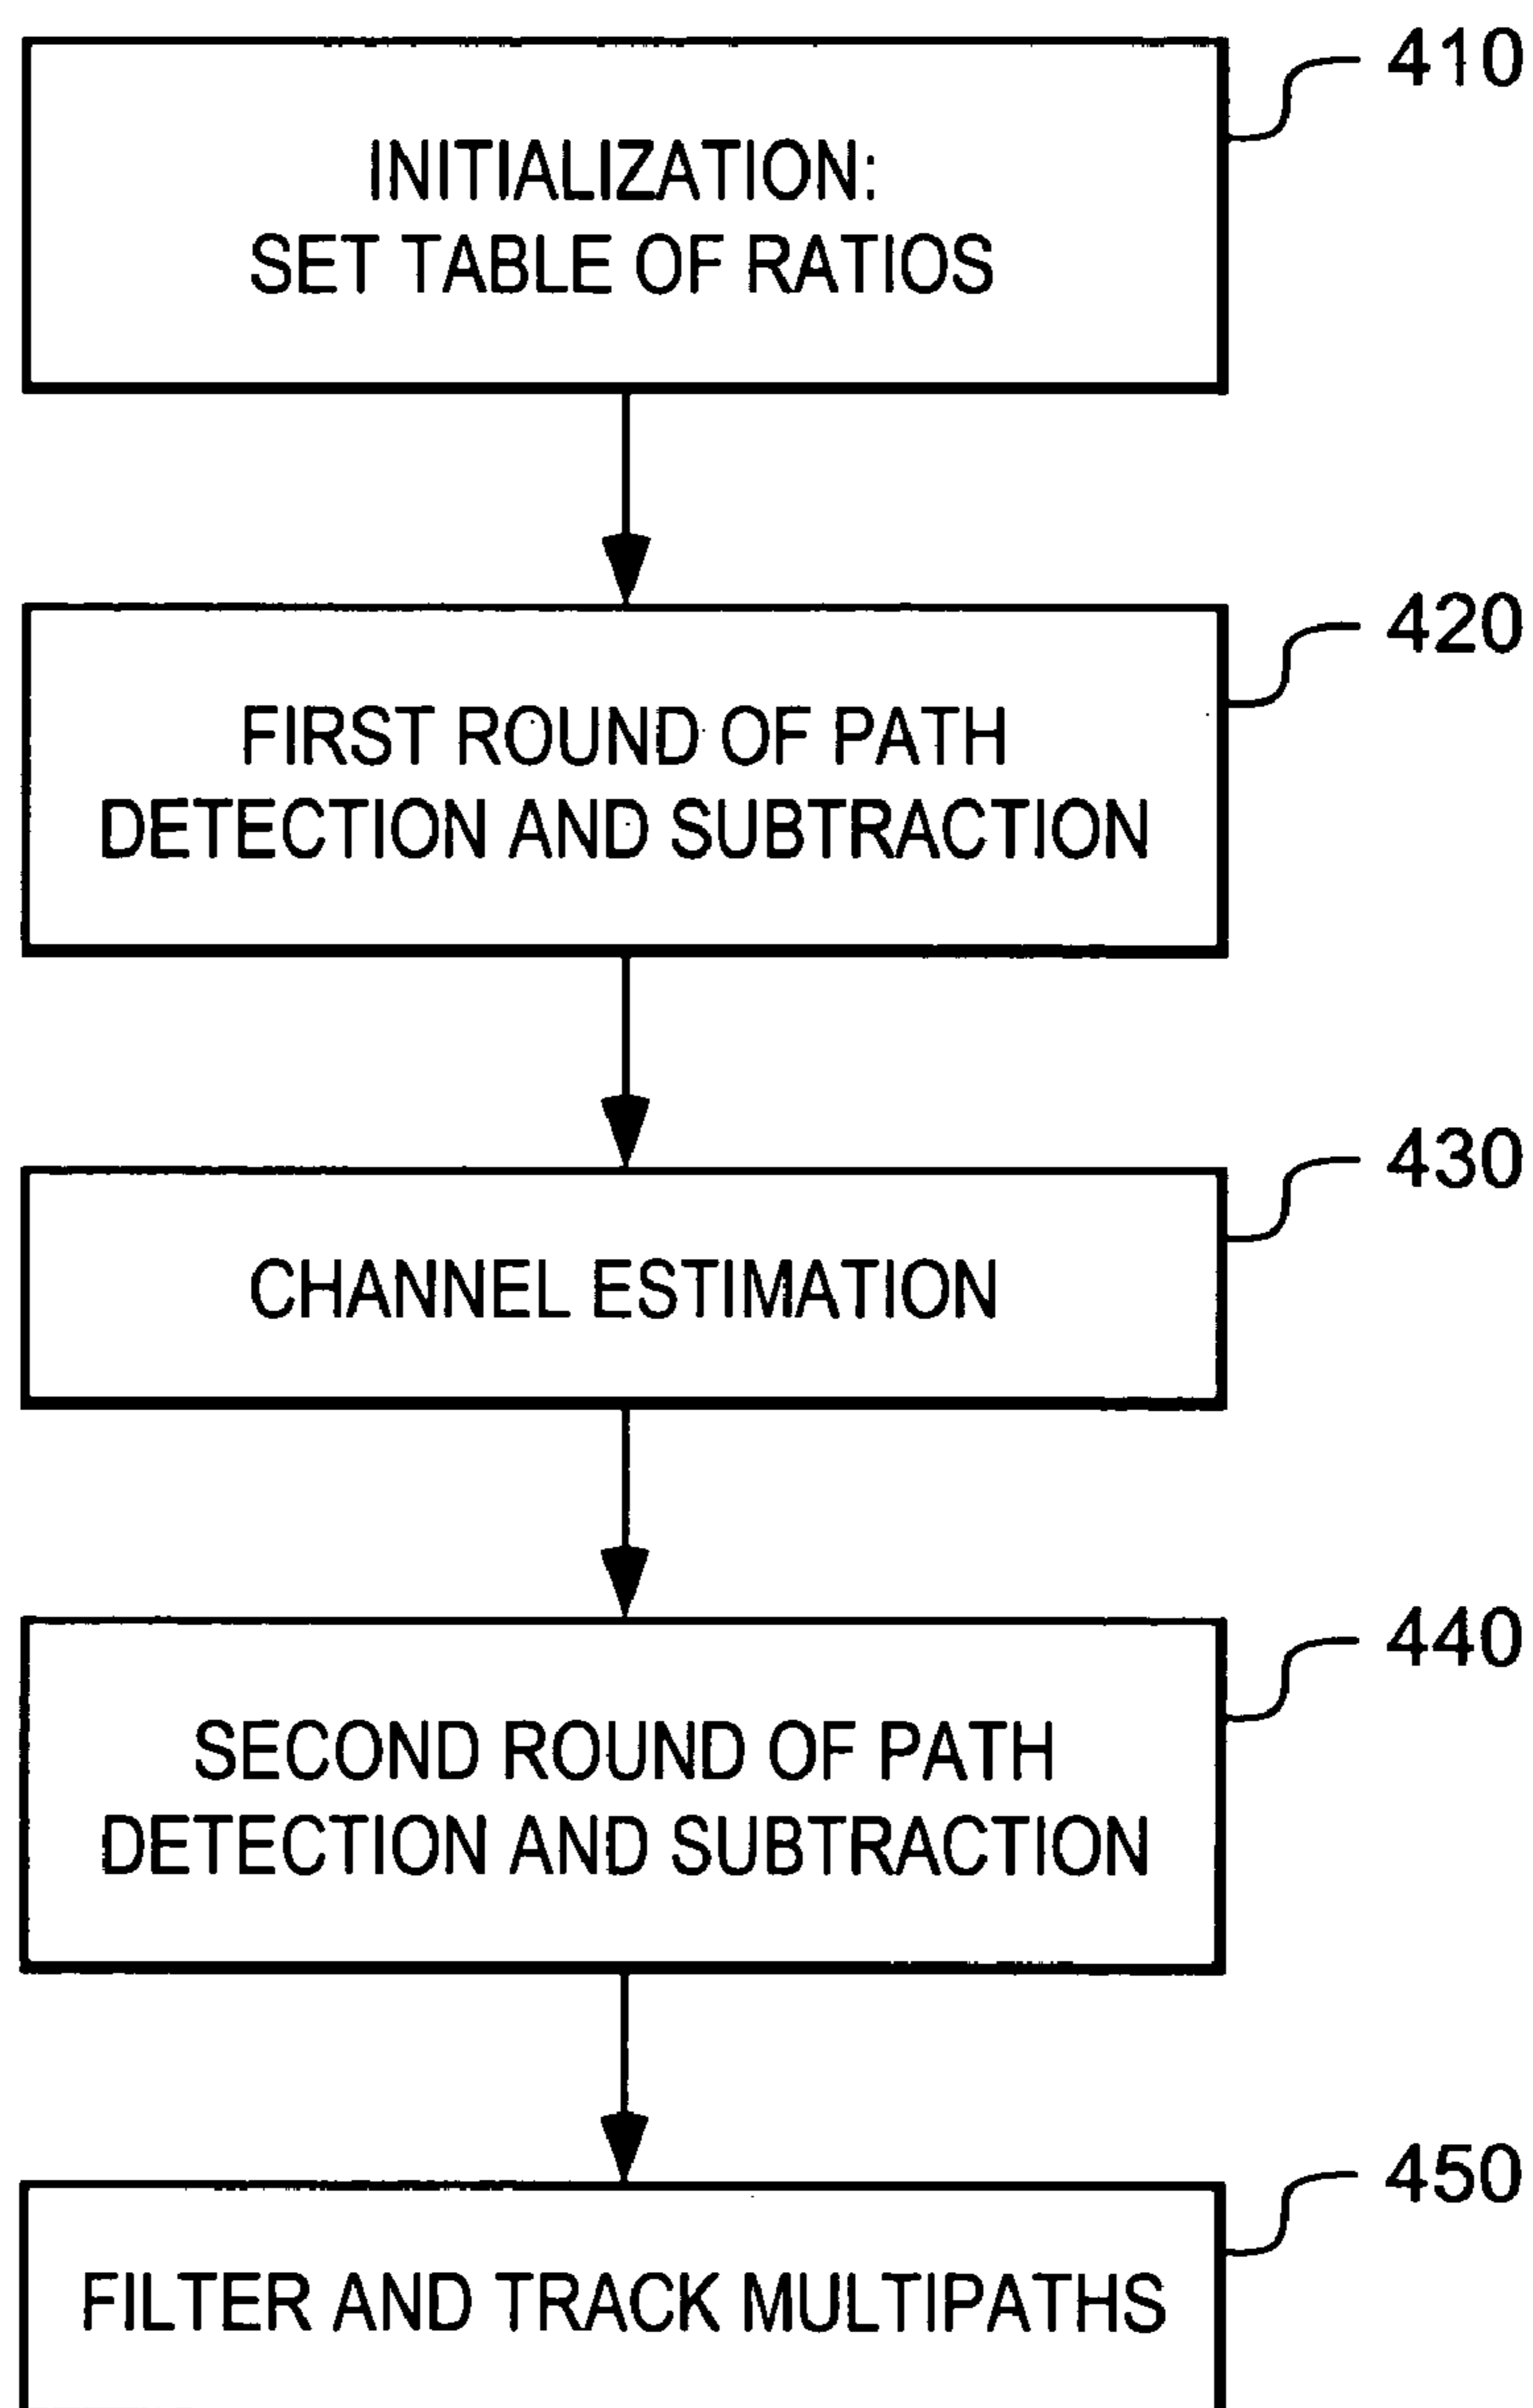 410
INITIALIZATION:
SET TABLE OF RATIOS
420
FIRST ROUND OF PATH
DETECTION AND SUBTRACTION
430
CHANNEL ESTIMATION
440
SECOND ROUND OF PATH
DETECTION AND SUBTRACTION
450
FILTER AND TRACK MULTIPATHS